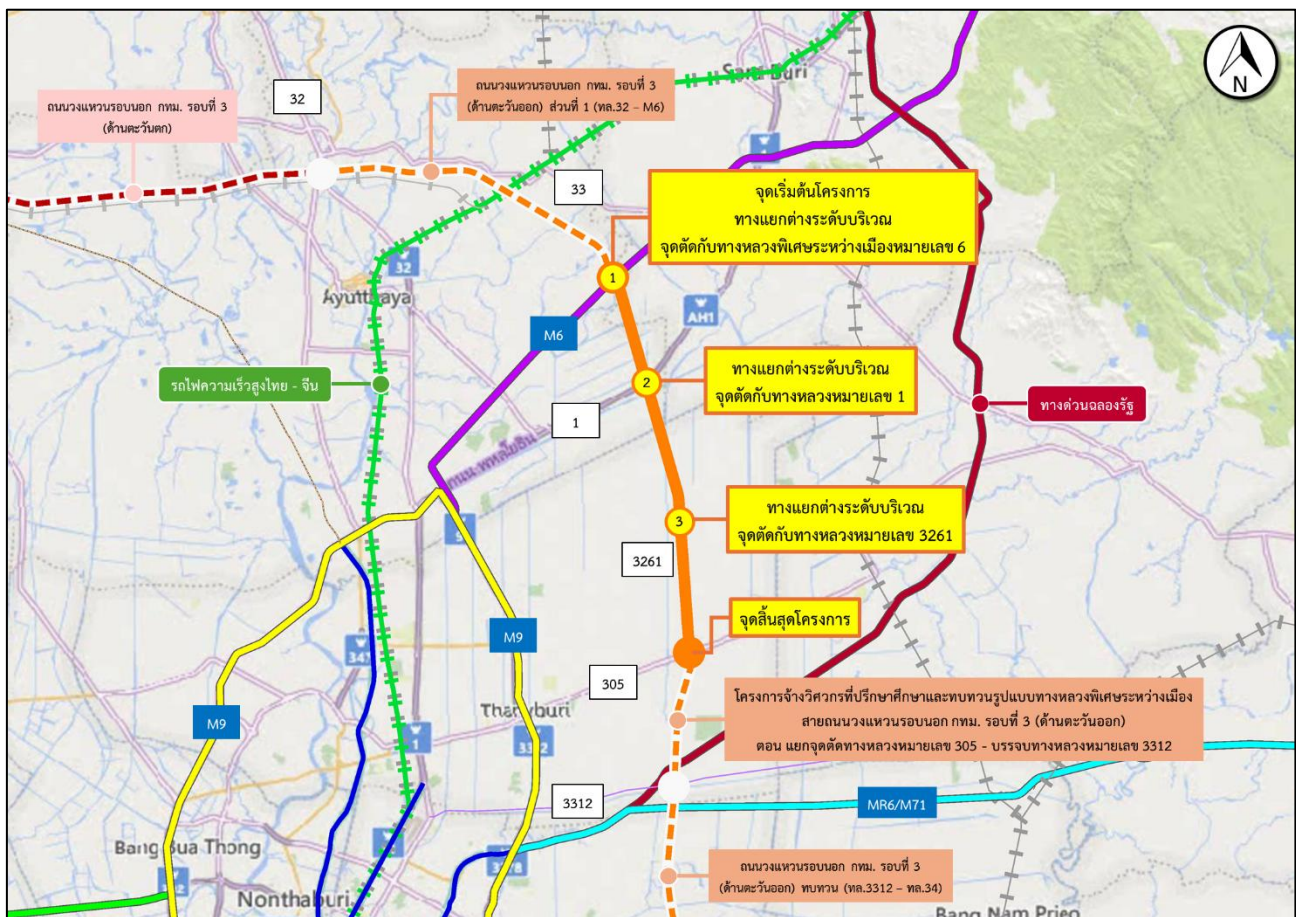 ถนนวงแหวนรอบนอก กทม. รอบที่ 3
(ด้านตะวันตก)
32
ถนนวงแหวนรอบนอก กทม. รอบที่ 3
(ด้านตะวันออก) ส่วนที่ 1 (ทล.32 – M6)
Sara Buri
N
1
33
จุดเริ่มต้นโครงการ
ทางแยกต่างระดับบริเวณ
จุดตัดกับทางหลวงพิเศษระหว่างเมืองหมายเลข 6
1
32
Ayutthaya
AH1
M6
รถไฟความเร็วสูงไทย - จีน
2
ทางแยกต่างระดับบริเวณ
จุดตัดกับทางหลวงหมายเลข 1
ทางด่วนฉลองรัฐ
1
ถนน พหลโยธิน
3
ทางแยกต่างระดับบริเวณ
จุดตัดกับทางหลวงหมายเลข 3261
3261
จุดสิ้นสุดโครงการ
M9
347
305
M9
Thanyburi
3312
1
โครงการจ้างวิศวกรที่ปรึกษาศึกษาและทบทวนรูปแบบทางหลวงพิเศษระหว่างเมือง
สายถนนวงแหวนรอบนอก กทม. รอบที่ 3 (ด้านตะวันออก)
ตอน แยกจุดตัดทางหลวงหมายเลข 305 - บรรจบทางหลวงหมายเลข 3312
3312
MR6/M71
Bang Bua Thong
Nonthaburi
ถนนวงแหวนรอบนอก กทม. รอบที่ 3
(ด้านตะวันออก) ทบทวน (ทล.3312 – ทล.34)
Bang Nam Prieo